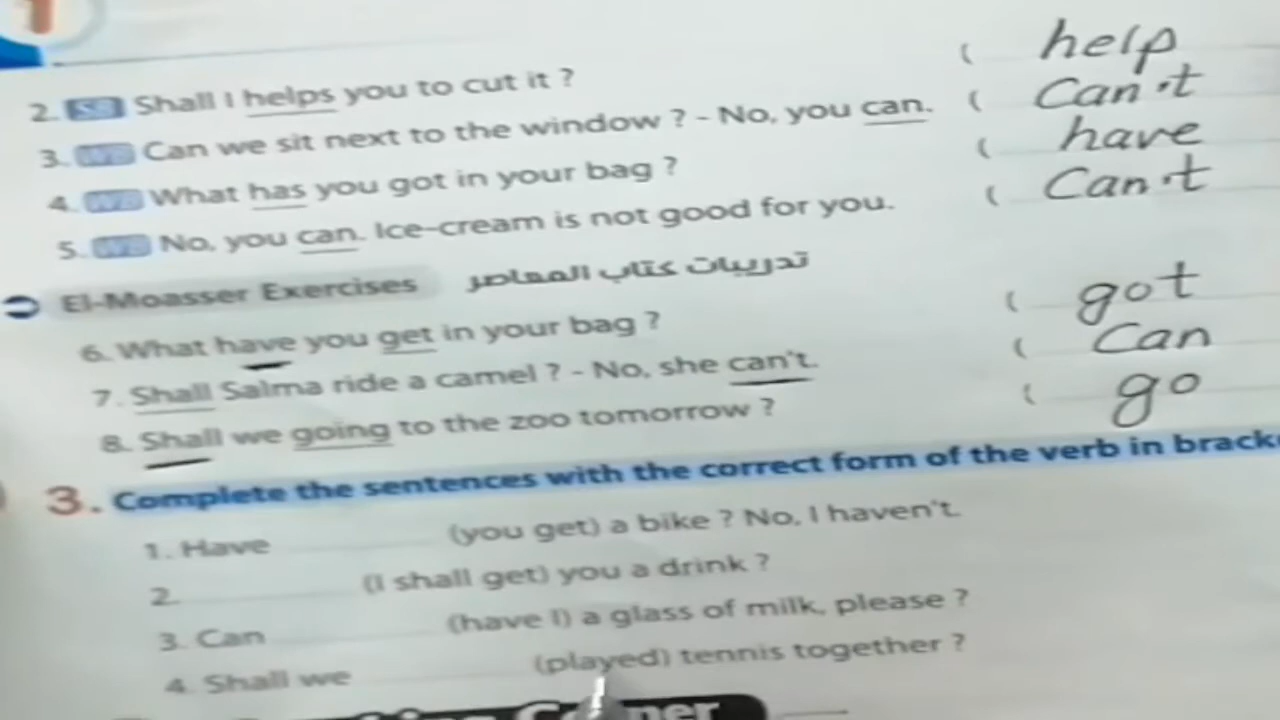 1
2. SB Shall I helps you to cut it ? ( help
3. WB Can we sit next to the window ? - No, you can. ( Can't
4. WB What has you got in your bag ? ( have
5. WB No, you can. Ice-cream is not good for you. ( Can't
El-Moasser Exercises تدريبات كتاب المعاصر
6. What have you get in your bag ? ( got
7. Shall Salma ride a camel ? - No, she can't. ( Can
8. Shall we going to the zoo tomorrow ? ( go
3. Complete the sentences with the correct form of the verb in brack
1. Have (you get) a bike ? No, I haven't.
2. (I shall get) you a drink ?
3. Can (have I) a glass of milk, please ?
4. Shall we (played) tennis together ?